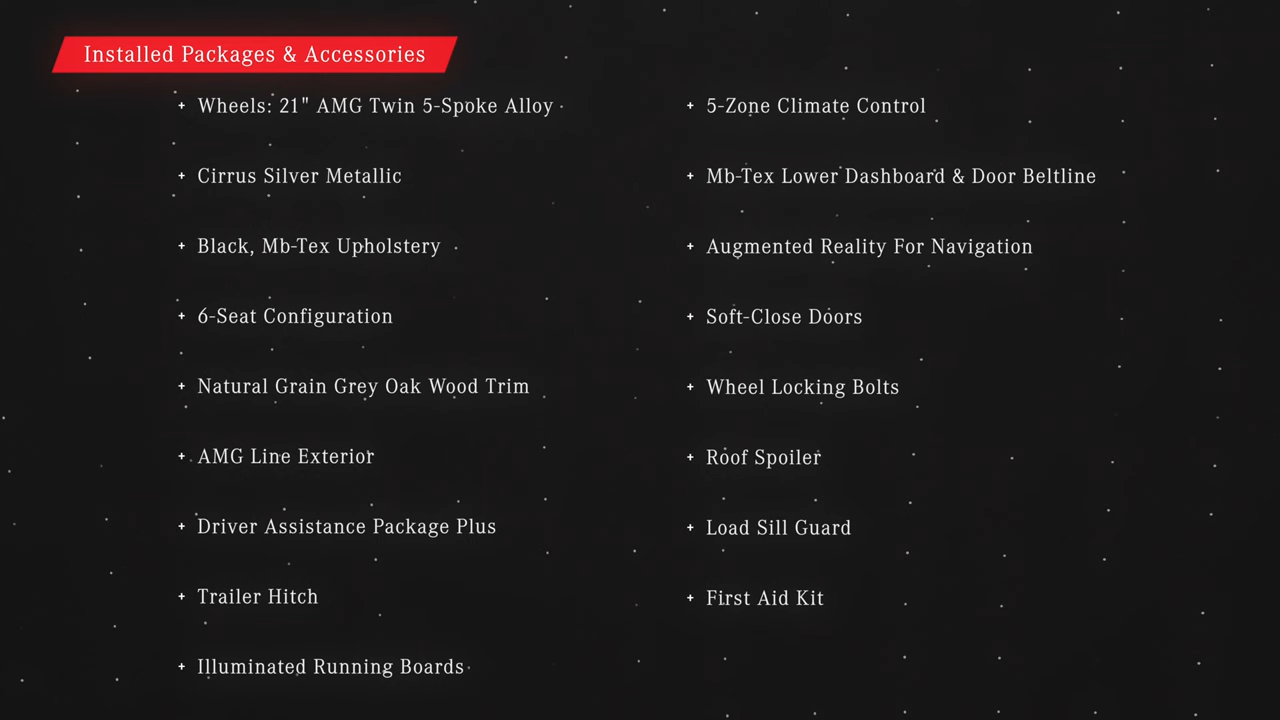 Installed Packages & Accessories
+ Wheels: 21" AMG Twin 5-Spoke Alloy
+ Cirrus Silver Metallic
+ Black, Mb-Tex Upholstery
+ 6-Seat Configuration
+ Natural Grain Grey Oak Wood Trim
+ AMG Line Exterior
+ Driver Assistance Package Plus
+ Trailer Hitch
+ Illuminated Running Boards
+ 5-Zone Climate Control
+ Mb-Tex Lower Dashboard & Door Beltline
+ Augmented Reality For Navigation
+ Soft-Close Doors
+ Wheel Locking Bolts
+ Roof Spoiler
+ Load Sill Guard
+ First Aid Kit